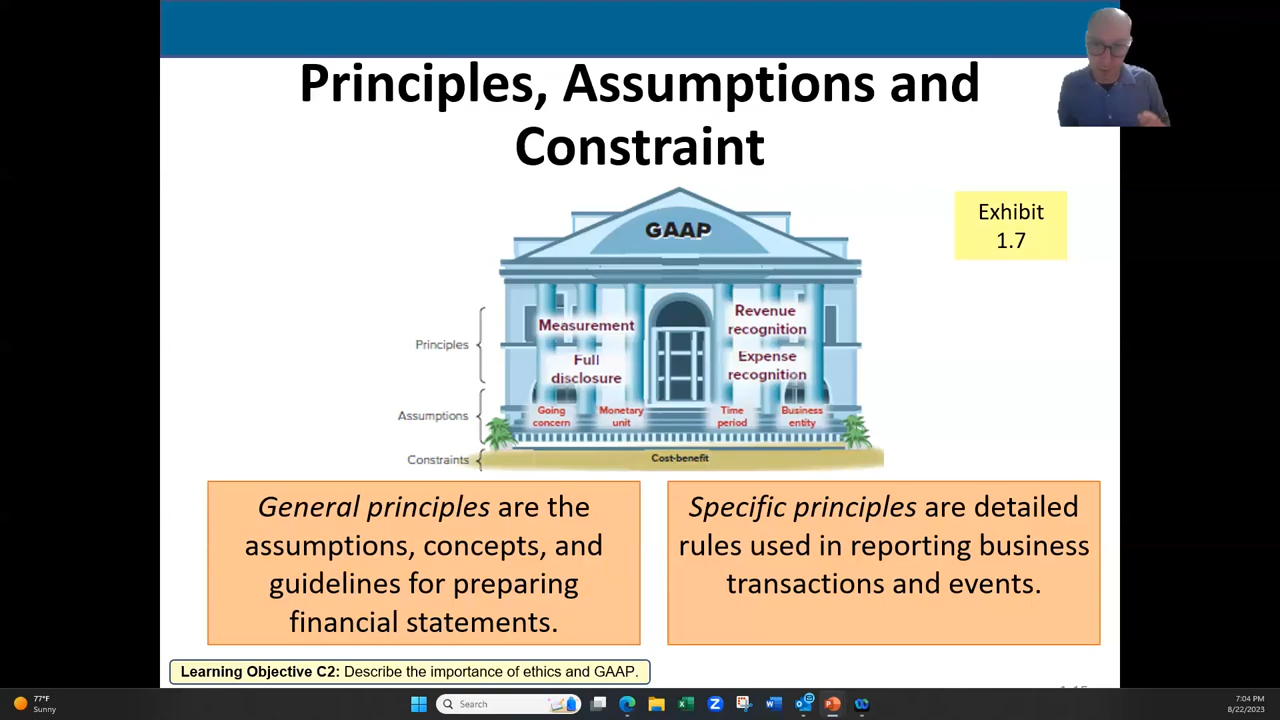 Principles, Assumptions and
Constraint
Exhibit
1.7
GAAP
Principles
Measurement
Full
disclosure
Revenue
recognition
Expense
recognition
Assumptions
Going
concern
Monetary
unit
Time
period
Business
entity
Constraints
Cost-benefit
General principles are the
assumptions, concepts, and
guidelines for preparing
financial statements.
Specific principles are detailed
rules used in reporting business
transactions and events.
Learning Objective C2: Describe the importance of ethics and GAAP.
77°F
Sunny
Search
7:04 PM
8/22/2023